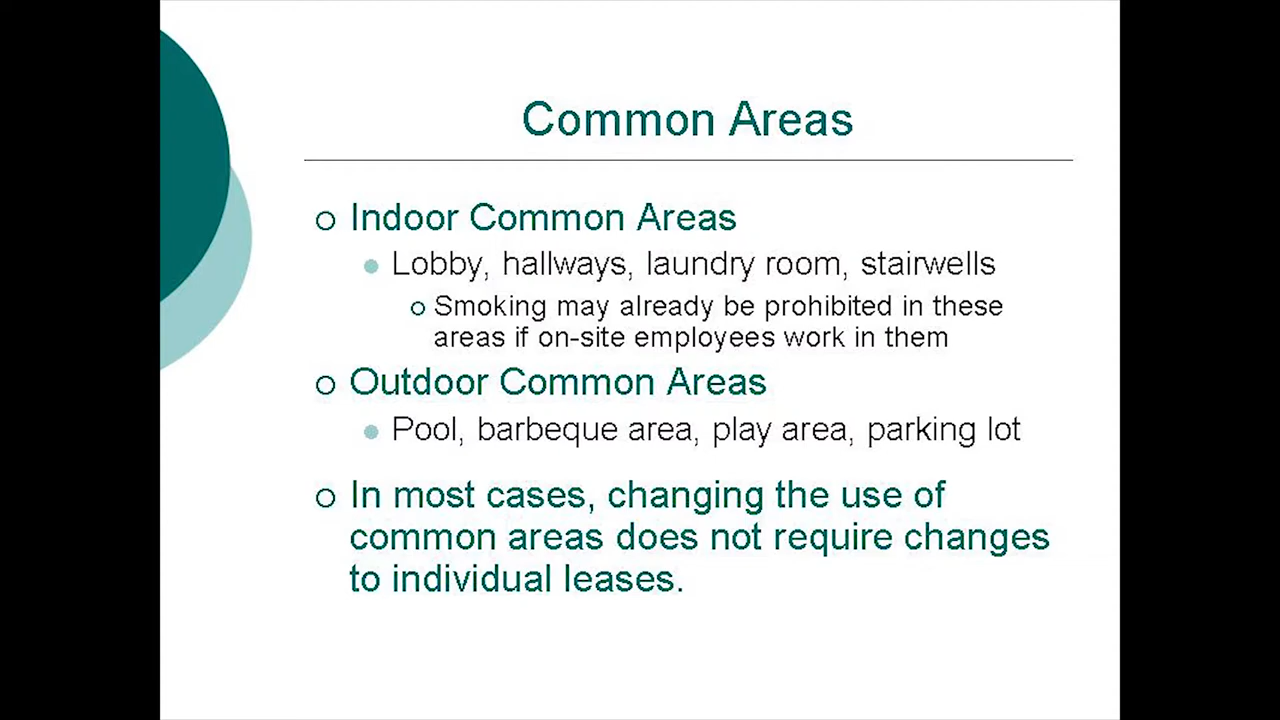 Common Areas
Indoor Common Areas
Lobby, hallways, laundry room, stairwells
Smoking may already be prohibited in these
areas if on-site employees work in them
Outdoor Common Areas
Pool, barbeque area, play area, parking lot
In most cases, changing the use of
common areas does not require changes
to individual leases.